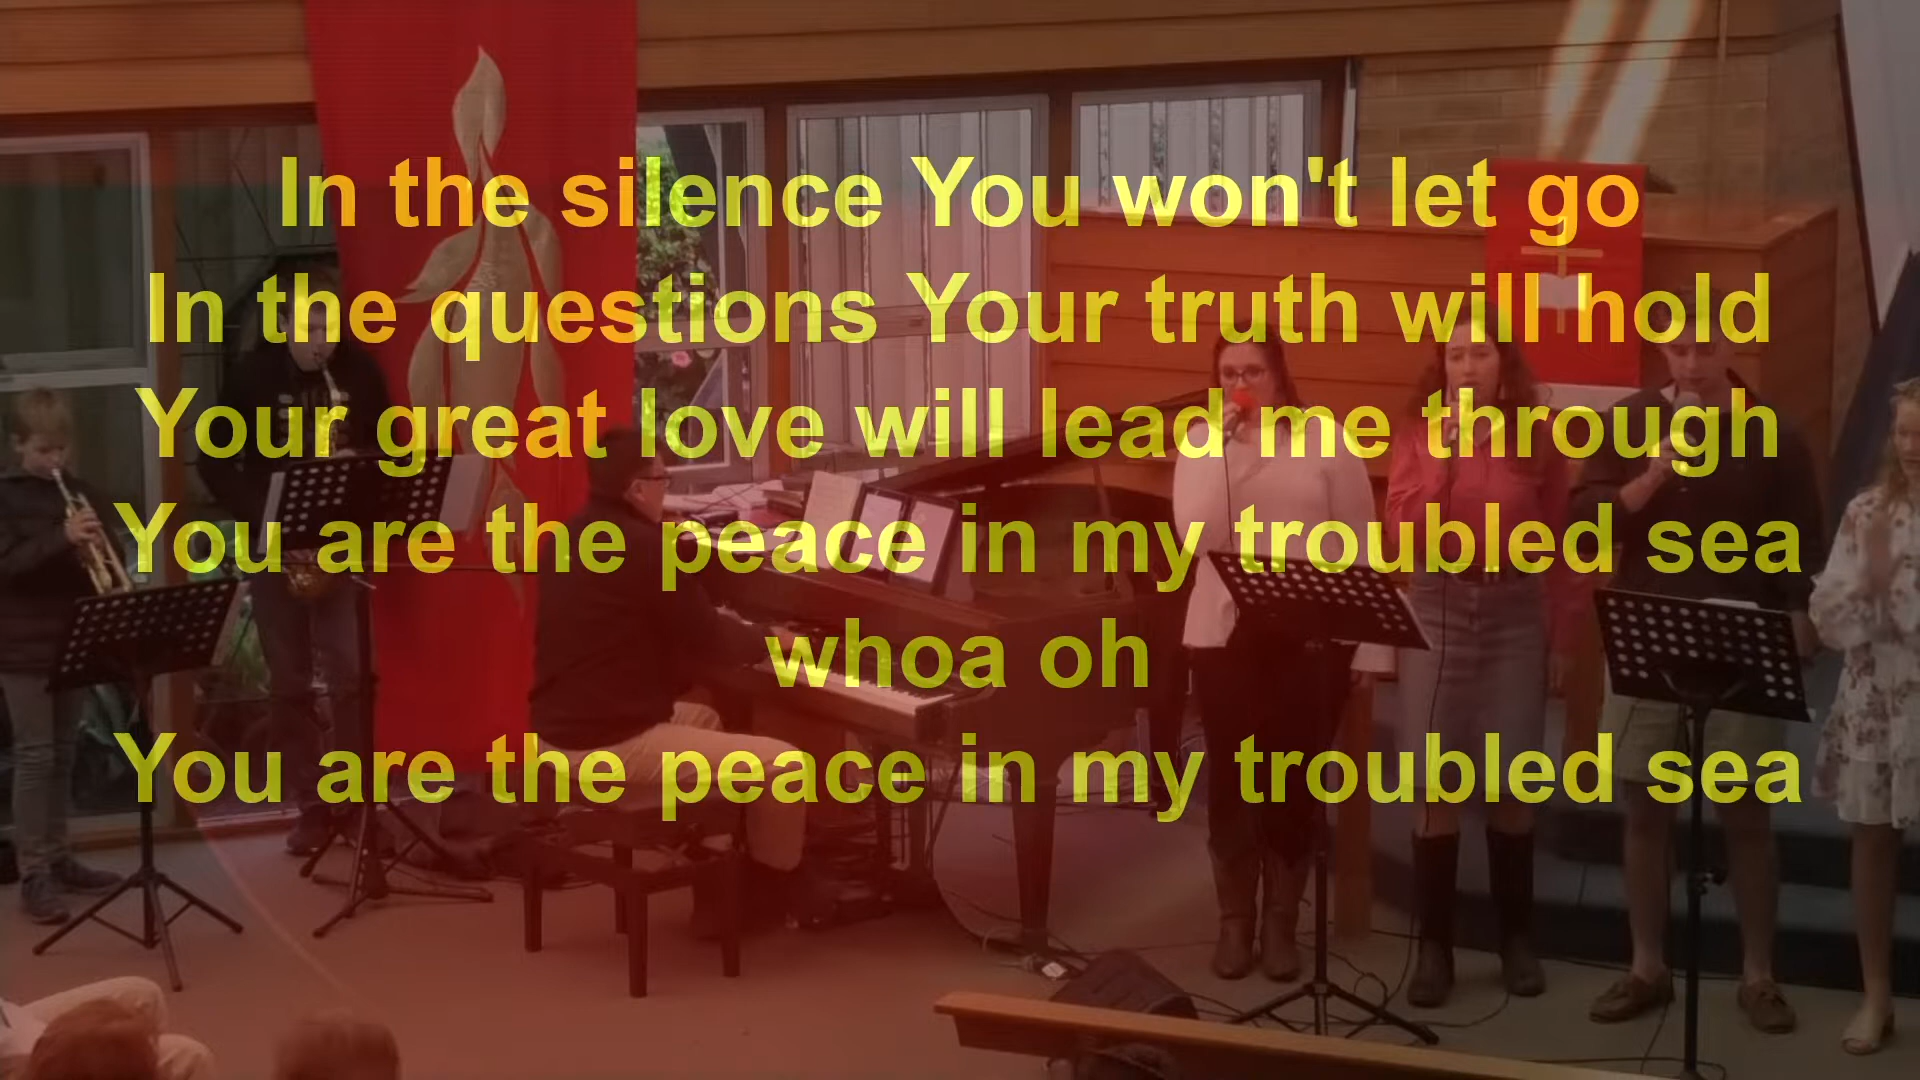 In the silence You won't let go
In the questions Your truth will hold
Your great love will lead me through
You are the peace in my troubled sea
whoa oh
You are the peace in my troubled sea